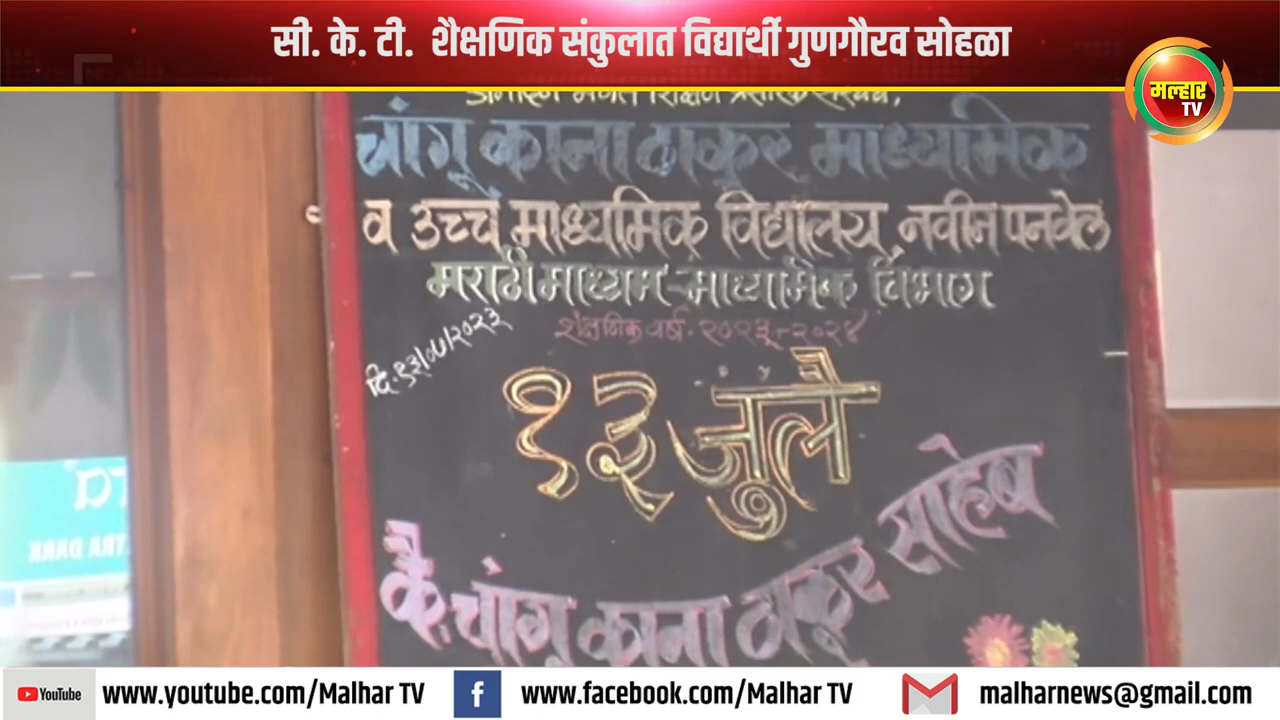 सी. के. टी. शैक्षणिक संकुलात विद्यार्थी गुणगौरव सोहळा
मल्हार
TV
चांगू काना ठाकूर माध्यमिक
व उच्च माध्यमिक विद्यालय, नवीन पनवेल
मराठी माध्यम-माध्यमिक विभाग
शैक्षणिक वर्ष. २०२३-२०२४
दि. १३/०७/२०२३
१३ जुलै
कै. चांगू काना ठाकूर साहेब
YouTube
www.youtube.com/Malhar TV
www.facebook.com/Malhar TV
malharnews@gmail.com